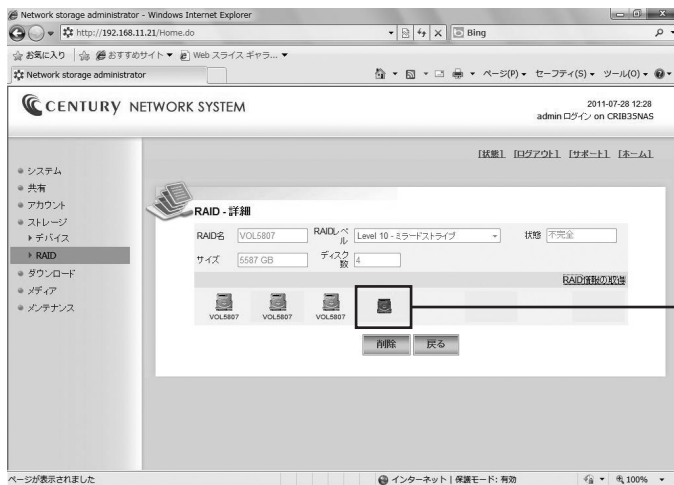 Network storage administrator - Windows Internet Explorer
http://192.168.11.21/Home.do
Bing
お気に入り
おすすめサイト ▼
Web スライス ギャラ... ▼
Network storage administrator
ページ(P) ▼ セーフティ(S) ▼ ツール(O) ▼
CENTURY NETWORK SYSTEM
2011-07-28 12:28
admin ログイン on CRIB35NAS
[状態] [ログアウト] [サポート] [ホーム]
システム
共有
アカウント
ストレージ
デバイス
RAID
ダウンロード
メディア
メンテナンス
RAID - 詳細
RAID名 VOL5807 RAIDレベル Level 10 - ミラードストライプ 状態 不完全
サイズ 5587 GB ディスク数 4
RAID情報の取得
VOL5807 VOL5807 VOL5807
削除 戻る
ページが表示されました
インターネット | 保護モード: 有効
100%